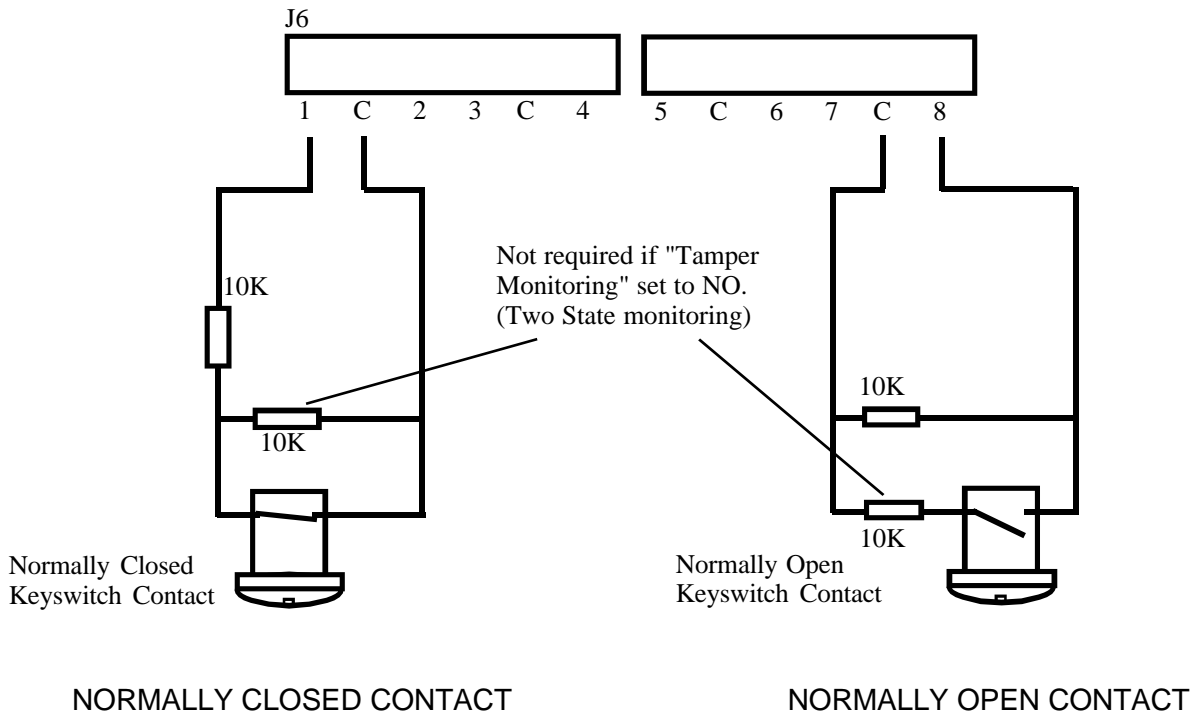 J6
1 C 2 3 C 4 5 C 6 7 C 8
Not required if "Tamper
Monitoring" set to NO.
(Two State monitoring)
10K
10K
10K
10K
Normally Closed
Keyswitch Contact
Normally Open
Keyswitch Contact
NORMALLY CLOSED CONTACT
NORMALLY OPEN CONTACT